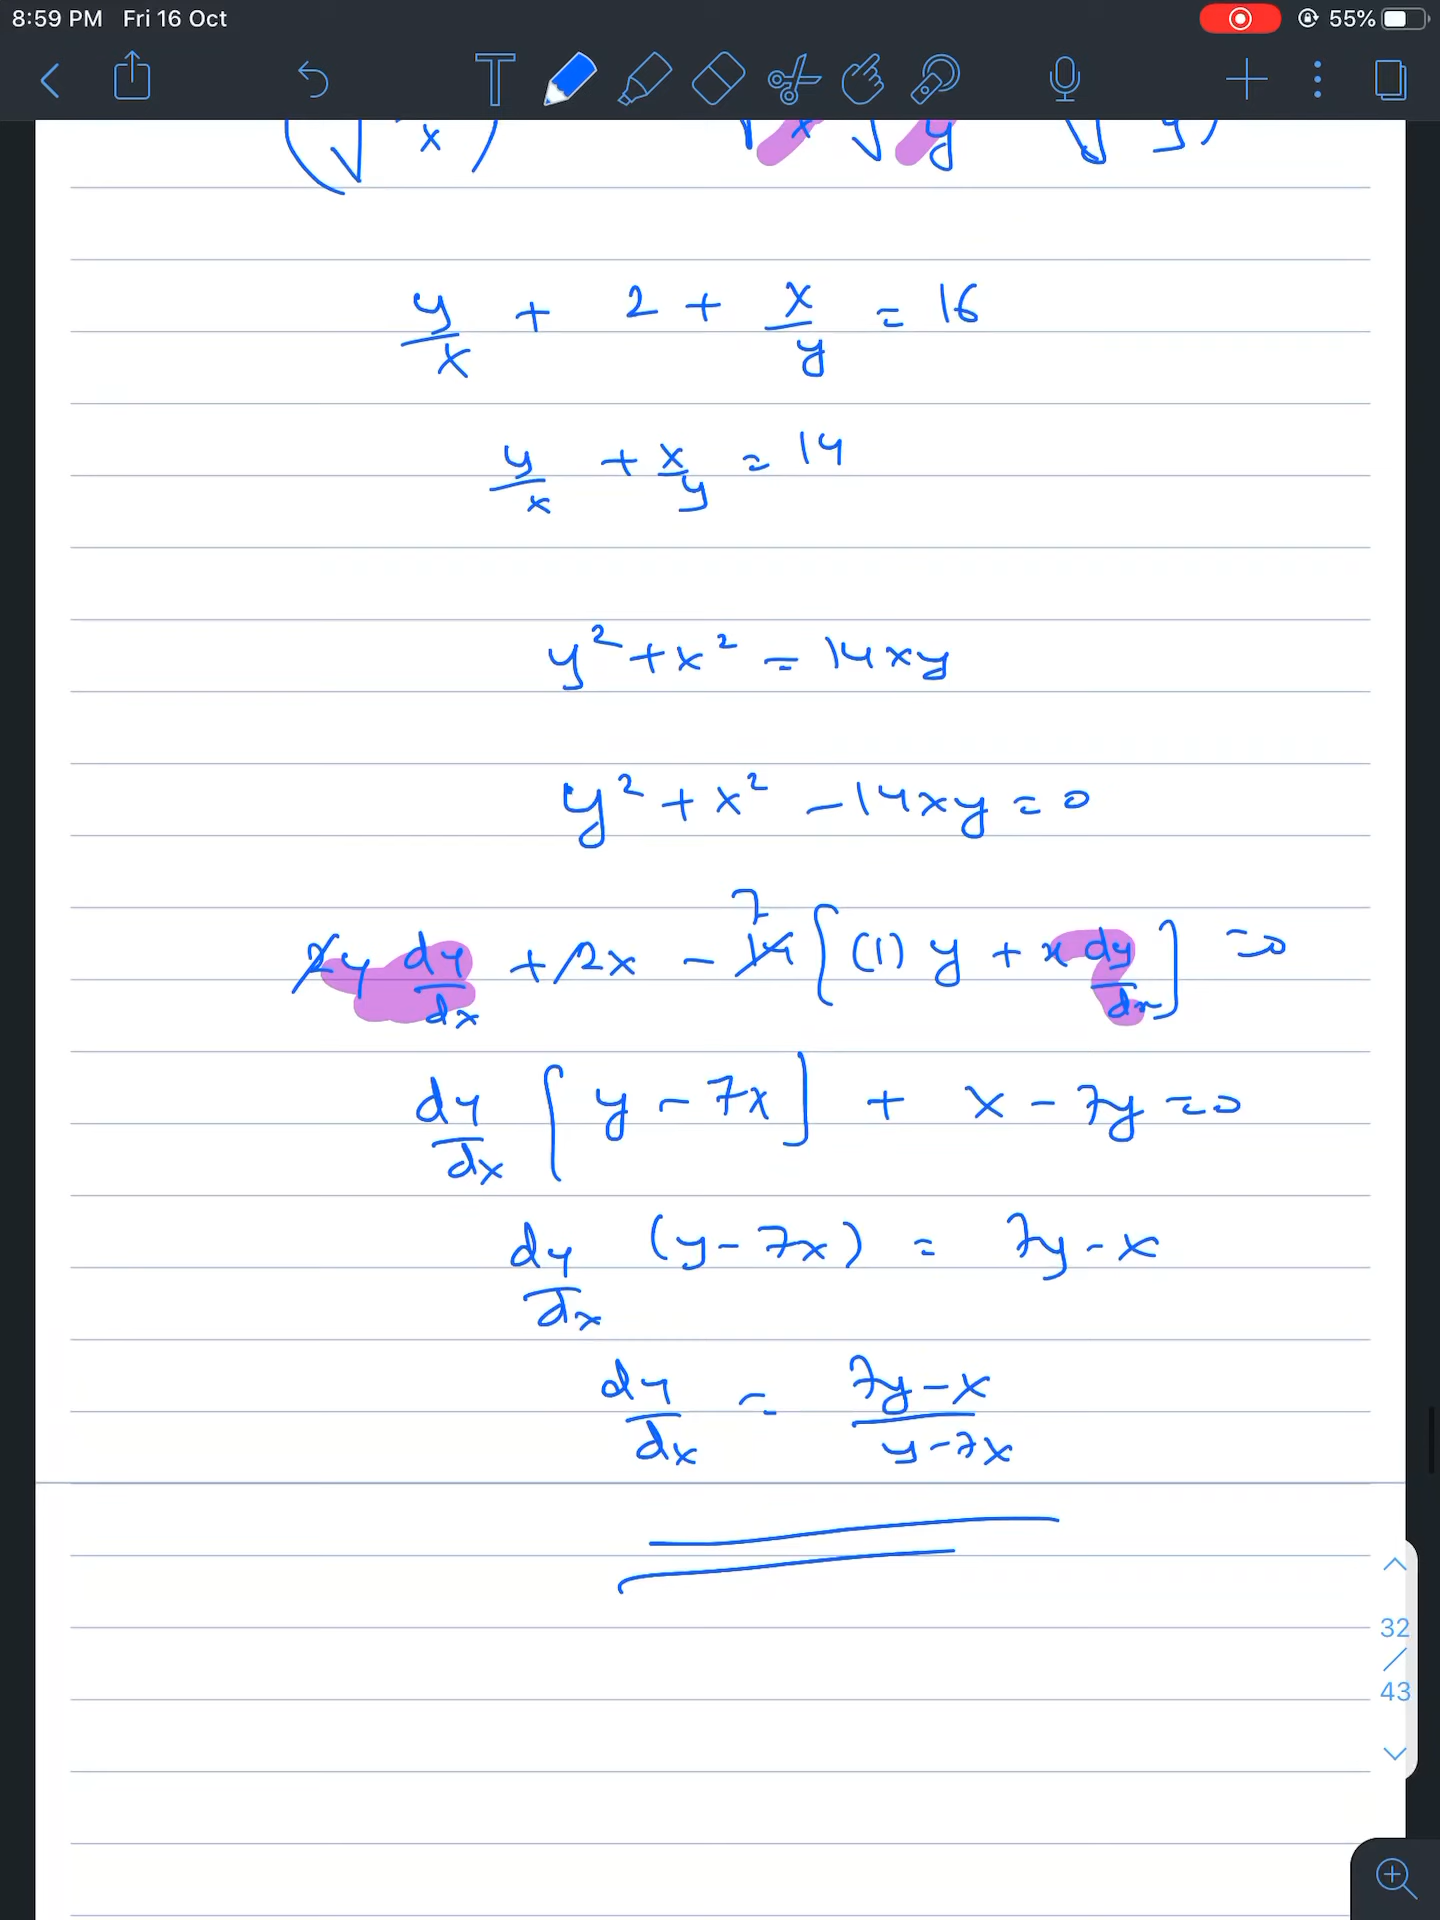 8:59 PM Fri 16 Oct 55%
T
(√ x) √x √y √y)
y/x + 2 + x/y = 16
y/x + x/y = 14
y² + x² = 14xy
y² + x² - 14xy = 0
7
2y dy/dx + 2x - 14 [(1) y + x dy/dx] = 0
dy/dx [y - 7x] + x - 7y = 0
dy/dx (y - 7x) = 7y - x
dy/dx = 7y - x / y - 7x
32
/
43